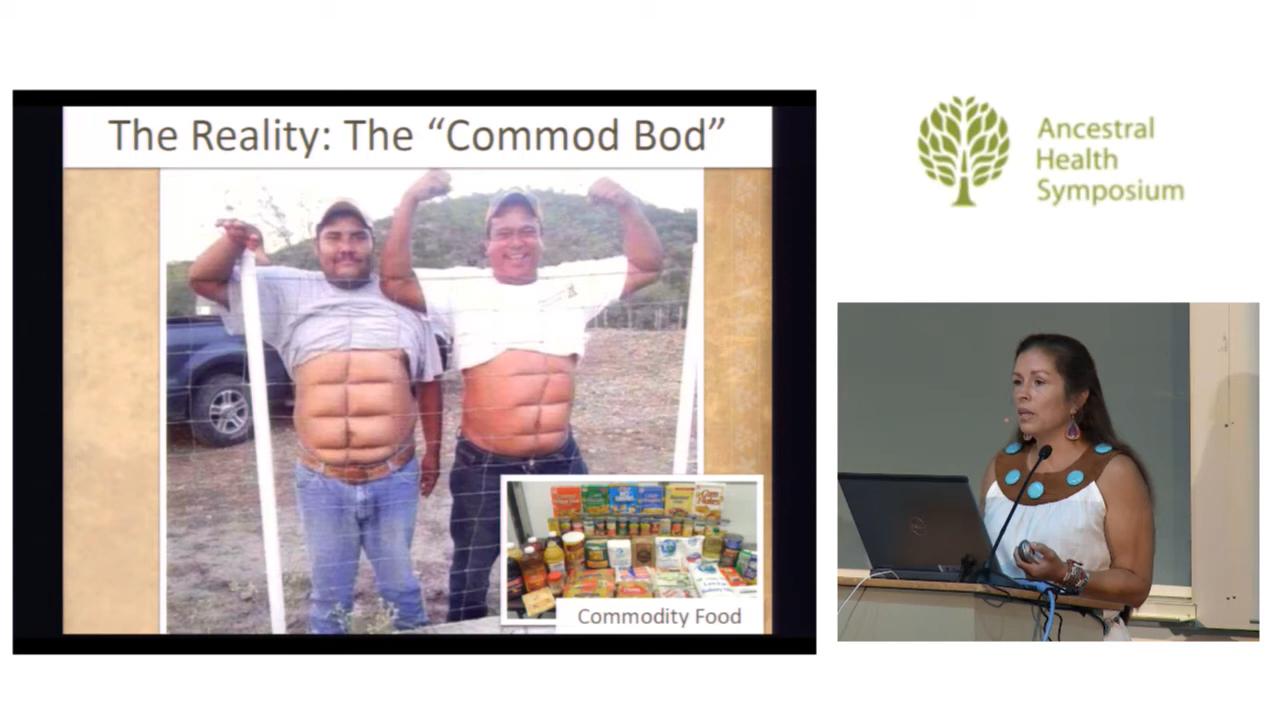 The Reality: The “Commod Bod”
Commodity Food
Ancestral
Health
Symposium